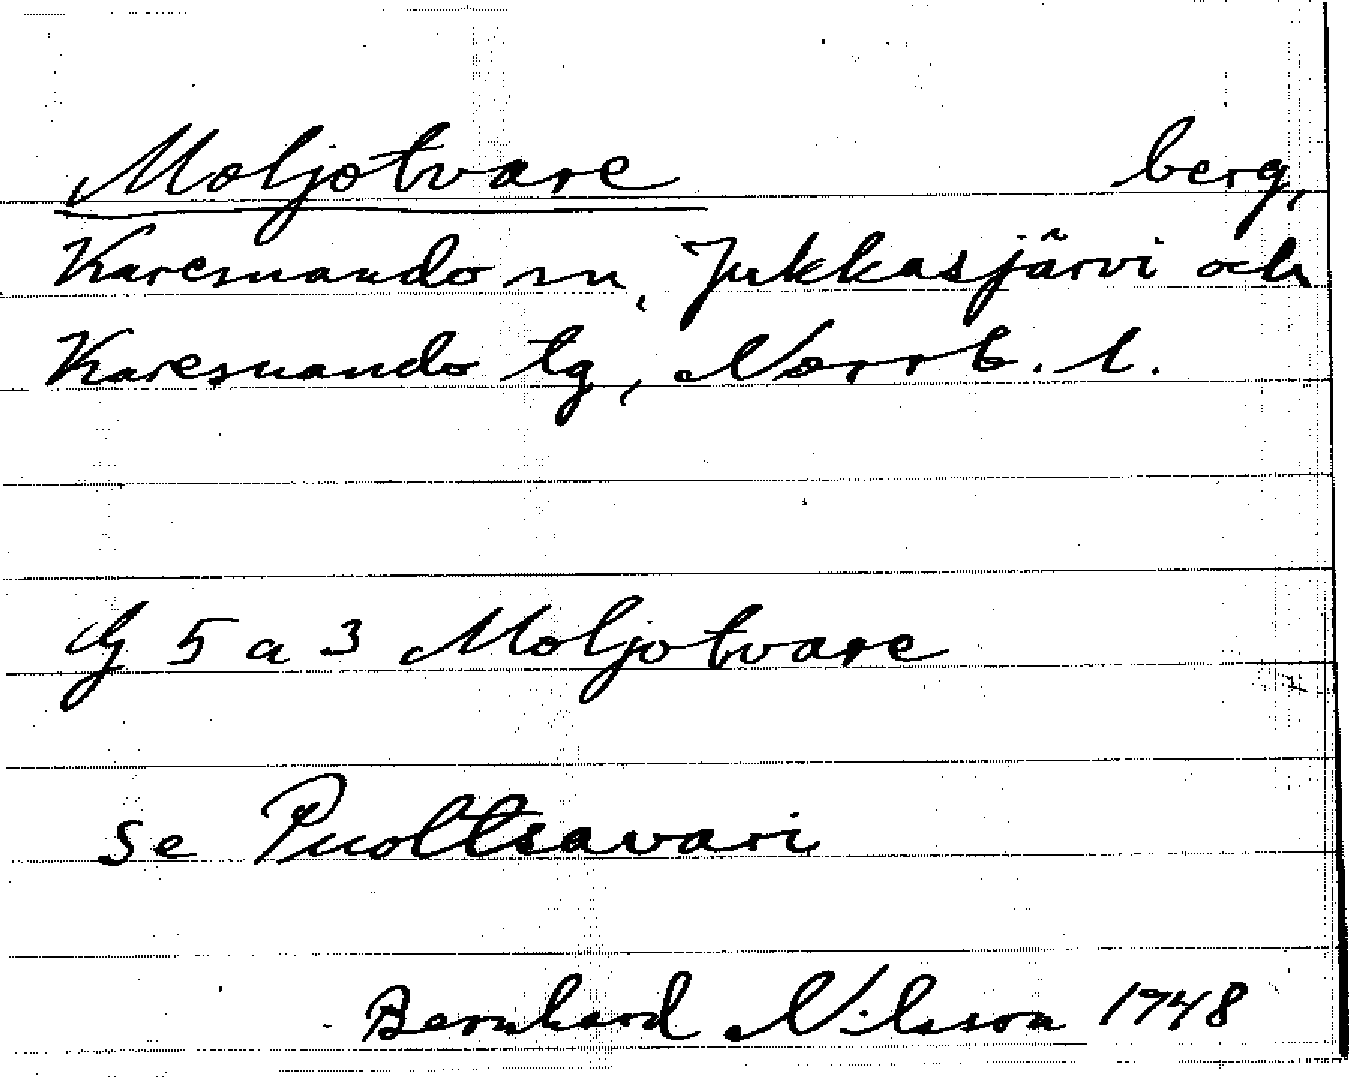 Moljotvare berg,
Karesuando sn, Jukkasjärvi och
Karesuando tg, Norrb. l.
G 5 a 3 Moljotvare
se Puoltsavari
Bernhard Nilsson 1948